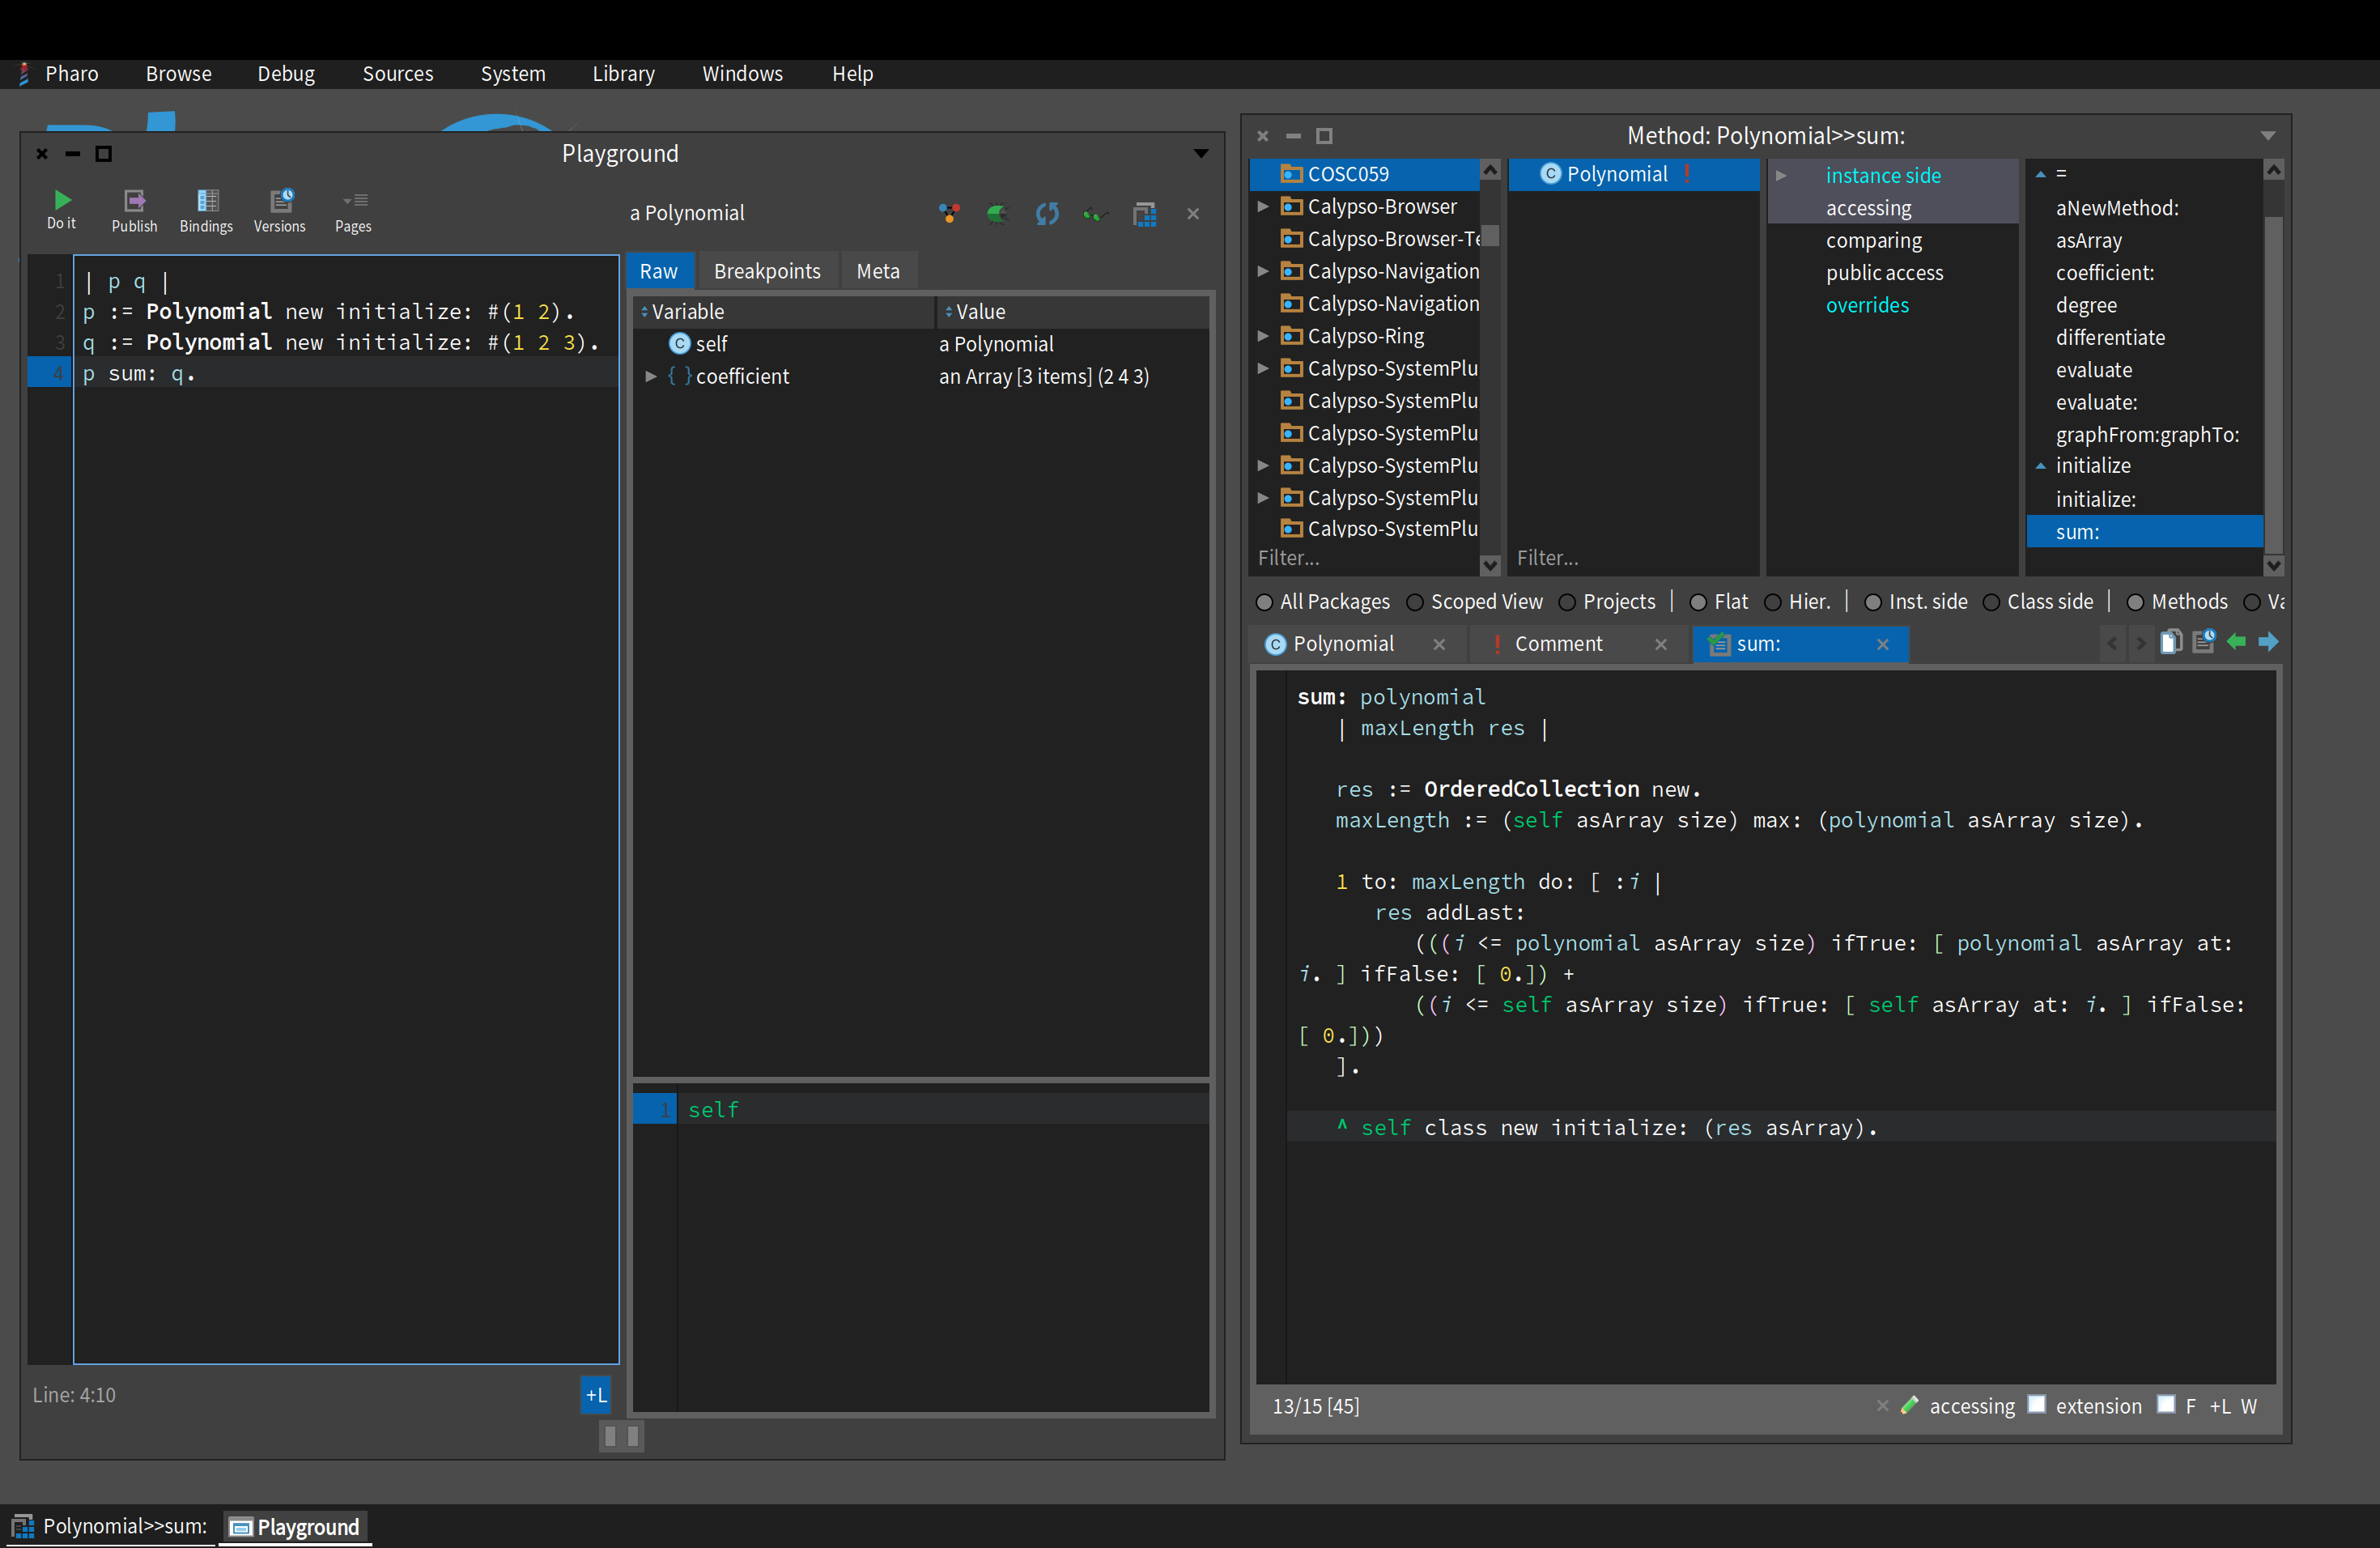 Pharo Browse Debug Sources System Library Windows Help
Playground
Do it Publish Bindings Versions Pages
a Polynomial
1 | p q |
2 p := Polynomial new initialize: #(1 2).
3 q := Polynomial new initialize: #(1 2 3).
4 p sum: q.
Line: 4:10
+L
Raw Breakpoints Meta
Variable Value
self a Polynomial
{ } coefficient an Array [3 items] (2 4 3)
1 self
Method: Polynomial>>sum:
COSC059
Calypso-Browser
Calypso-Browser-Te
Calypso-Navigation
Calypso-Navigation
Calypso-Ring
Calypso-SystemPlu
Calypso-SystemPlu
Calypso-SystemPlu
Calypso-SystemPlu
Calypso-SystemPlu
Calypso-SystemPlu
Filter...
C Polynomial !
Filter...
instance side
accessing
comparing
public access
overrides
=
aNewMethod:
asArray
coefficient:
degree
differentiate
evaluate
evaluate:
graphFrom:graphTo:
initialize
initialize:
sum:
All Packages Scoped View Projects | Flat Hier. | Inst. side Class side | Methods Va
C Polynomial ! Comment sum:
sum: polynomial
| maxLength res |
res := OrderedCollection new.
maxLength := (self asArray size) max: (polynomial asArray size).
1 to: maxLength do: [ :i |
res addLast:
(((i <= polynomial asArray size) ifTrue: [ polynomial asArray at:
i. ] ifFalse: [ 0.]) +
((i <= self asArray size) ifTrue: [ self asArray at: i. ] ifFalse:
[ 0.]))
].
^ self class new initialize: (res asArray).
13/15 [45]
accessing extension F +L W
Polynomial>>sum: Playground